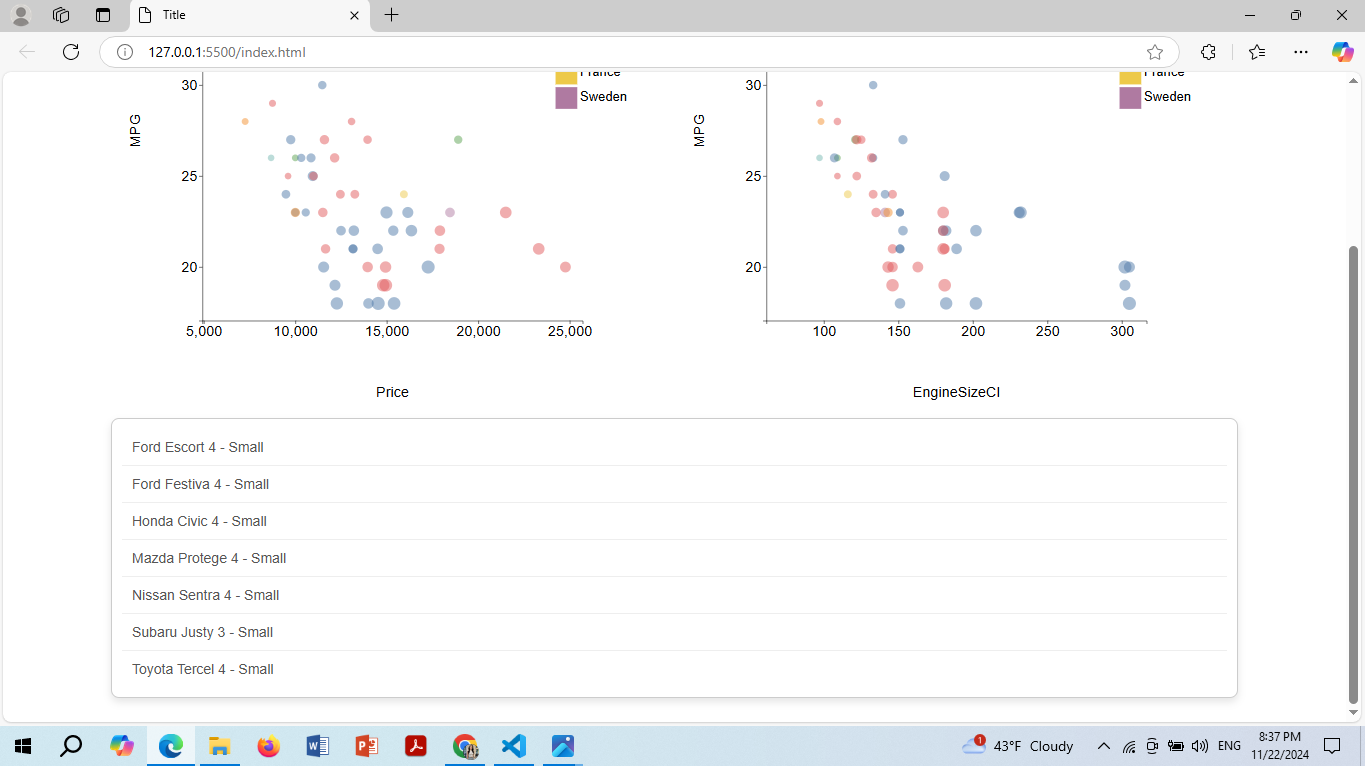 Title
127.0.0.1:5500/index.html
France France
30 30
Sweden Sweden
MPG MPG
25 25
20 20
5,000 10,000 15,000 20,000 25,000 100 150 200 250 300
Price EngineSizeCI
Ford Escort 4 - Small
Ford Festiva 4 - Small
Honda Civic 4 - Small
Mazda Protege 4 - Small
Nissan Sentra 4 - Small
Subaru Justy 3 - Small
Toyota Tercel 4 - Small
1 43°F Cloudy ENG 8:37 PM
11/22/2024